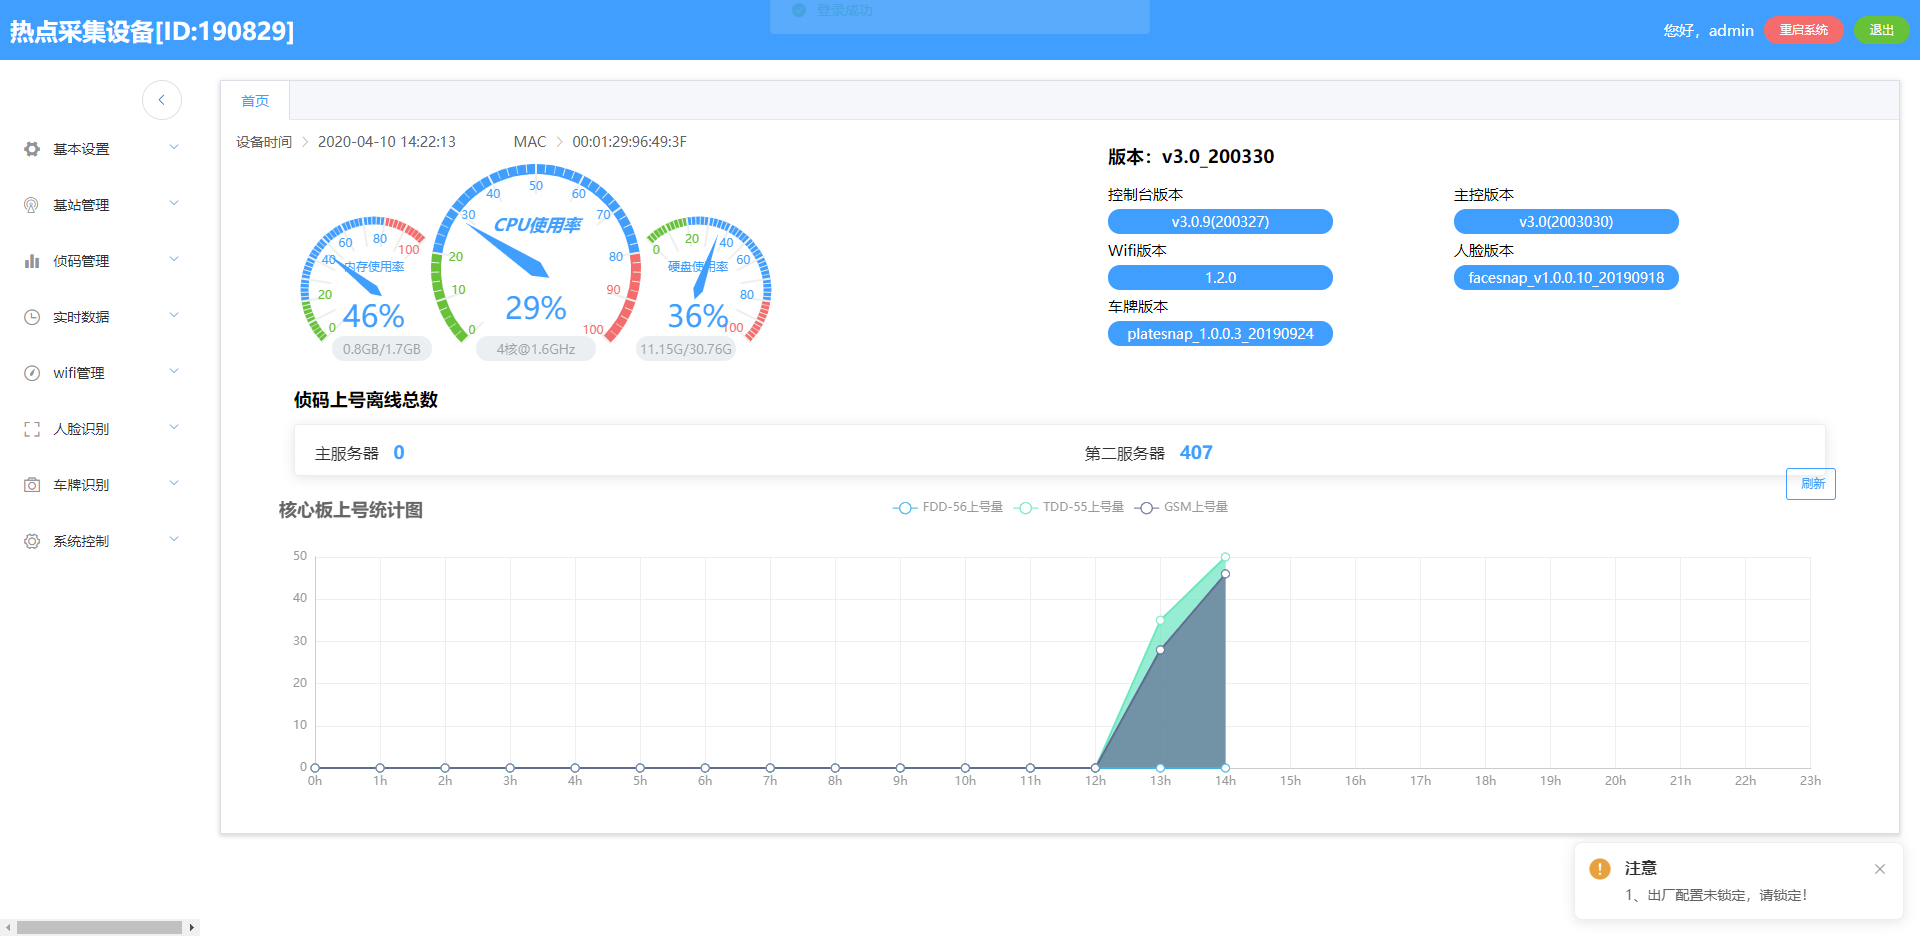 登录成功
热点采集设备[ID:190829]
您好，admin
重启系统
退出
首页
基本设置
基站管理
侦码管理
实时数据
wifi管理
人脸识别
车牌识别
系统控制
设备时间 > 2020-04-10 14:22:13 MAC > 00:01:29:96:49:3F
内存使用率
0 20 40 60 80 100
46%
0.8GB/1.7GB
CPU使用率
0 10 20 30 40 50 60 70 80 90 100
29%
4核@1.6GHz
硬盘使用率
0 20 40 60 80 100
36%
11.15G/30.76G
版本：v3.0_200330
控制台版本
v3.0.9(200327)
主控版本
v3.0(2003030)
Wifi版本
1.2.0
人脸版本
facesnap_v1.0.0.10_20190918
车牌版本
platesnap_1.0.0.3_20190924
侦码上号离线总数
主服务器 0
第二服务器 407
刷新
核心板上号统计图
FDD-56上号量 TDD-55上号量 GSM上号量
50
40
30
20
10
0
0h 1h 2h 3h 4h 5h 6h 7h 8h 9h 10h 11h 12h 13h 14h 15h 16h 17h 18h 19h 20h 21h 22h 23h
注意
1、出厂配置未锁定，请锁定！